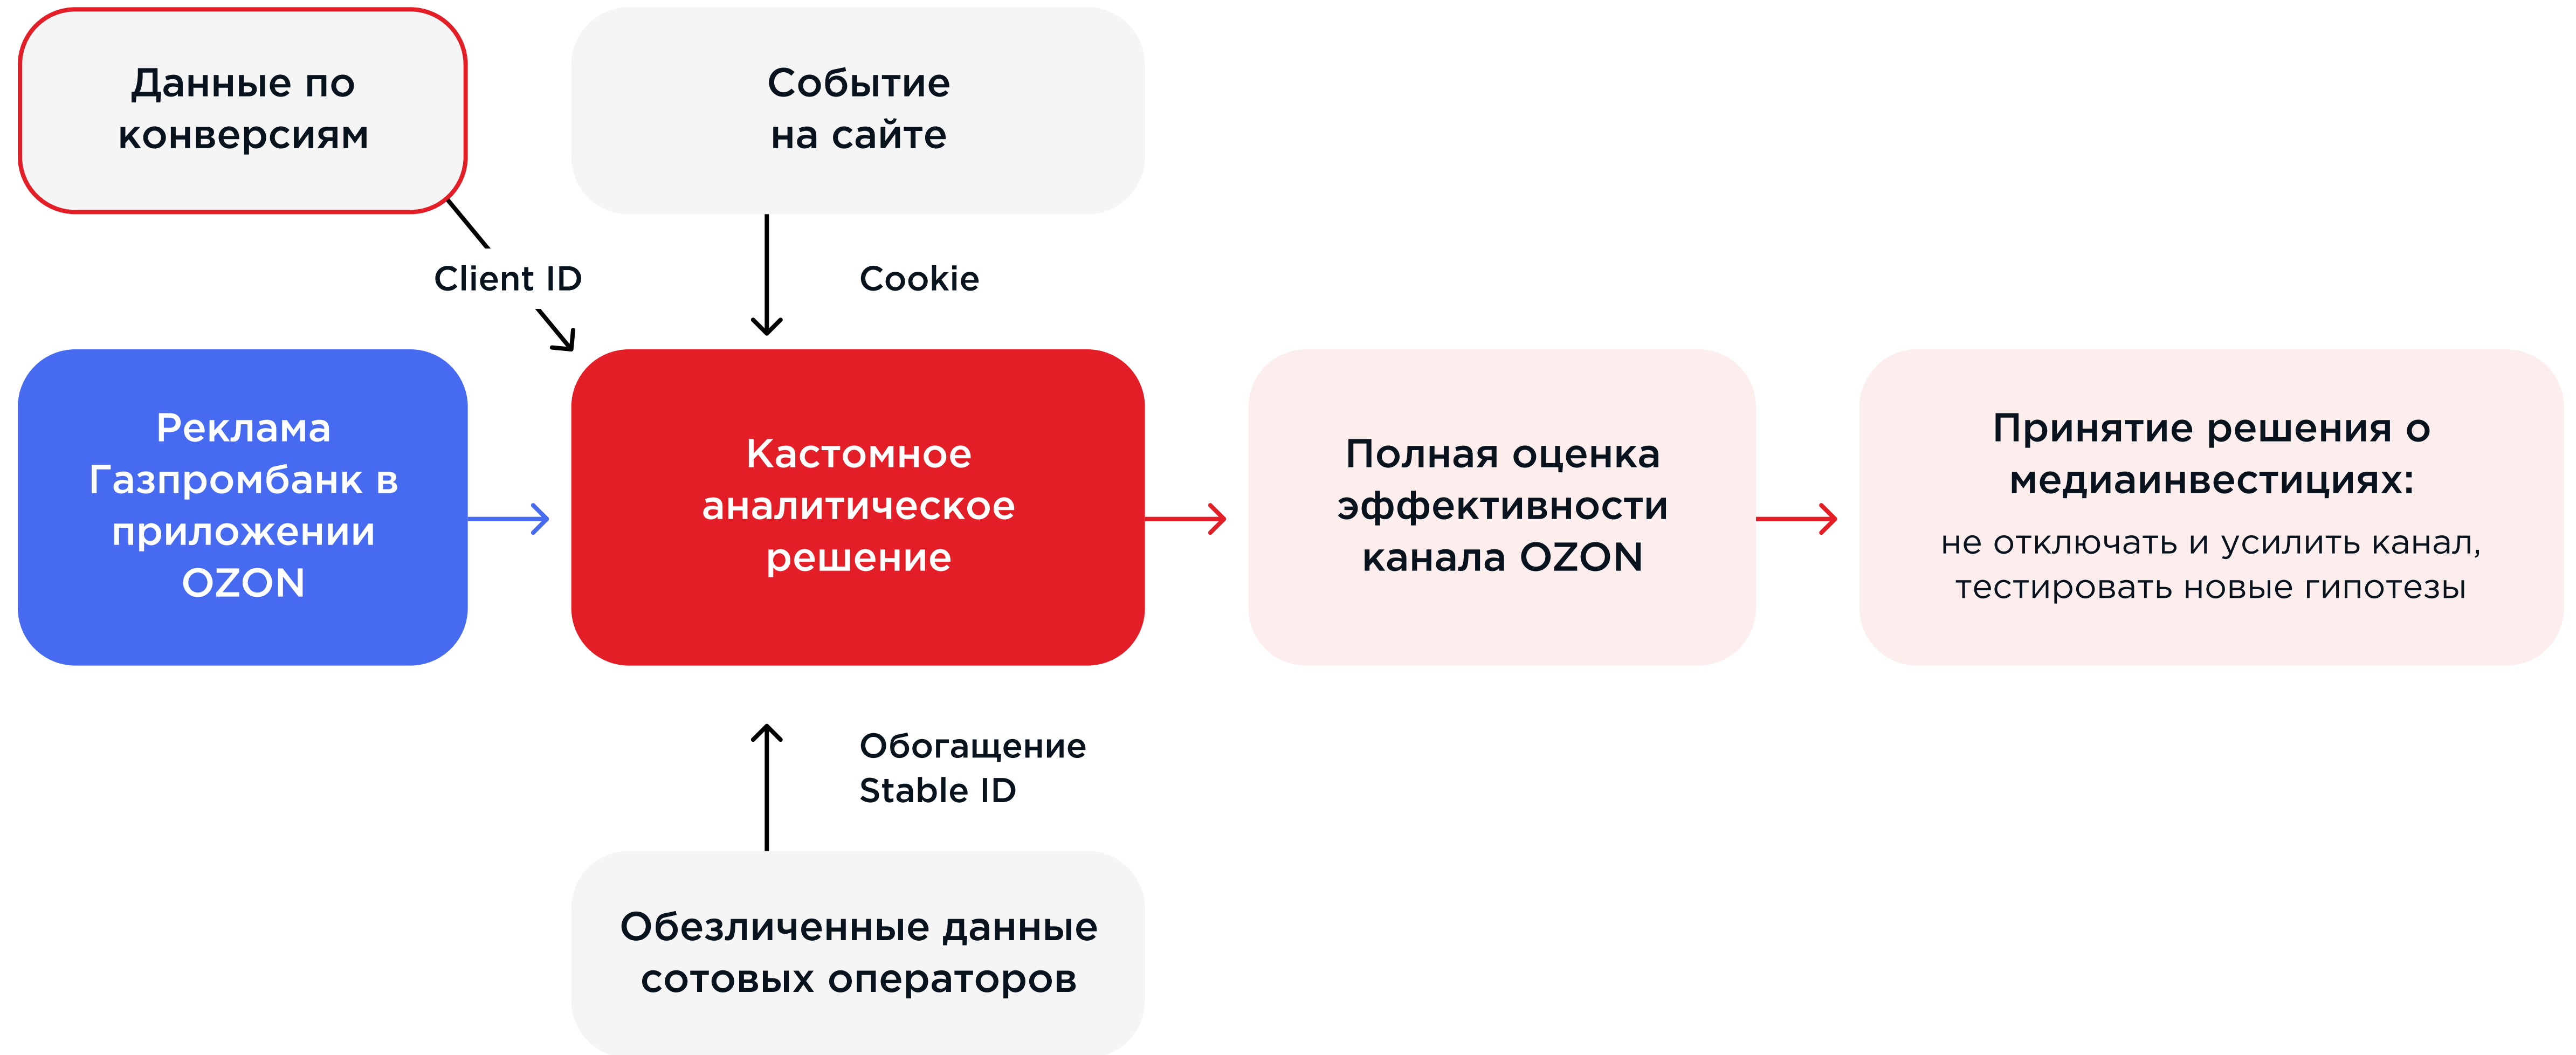 Данные по
конверсиям
Событие
на сайте
Client ID
Cookie
Реклама
Газпромбанк в
приложении
OZON
Кастомное
аналитическое
решение
Полная оценка
эффективности
канала OZON
Принятие решения о
медиаинвестициях:
не отключать и усилить канал,
тестировать новые гипотезы
Обогащение
Stable ID
Обезличенные данные
сотовых операторов